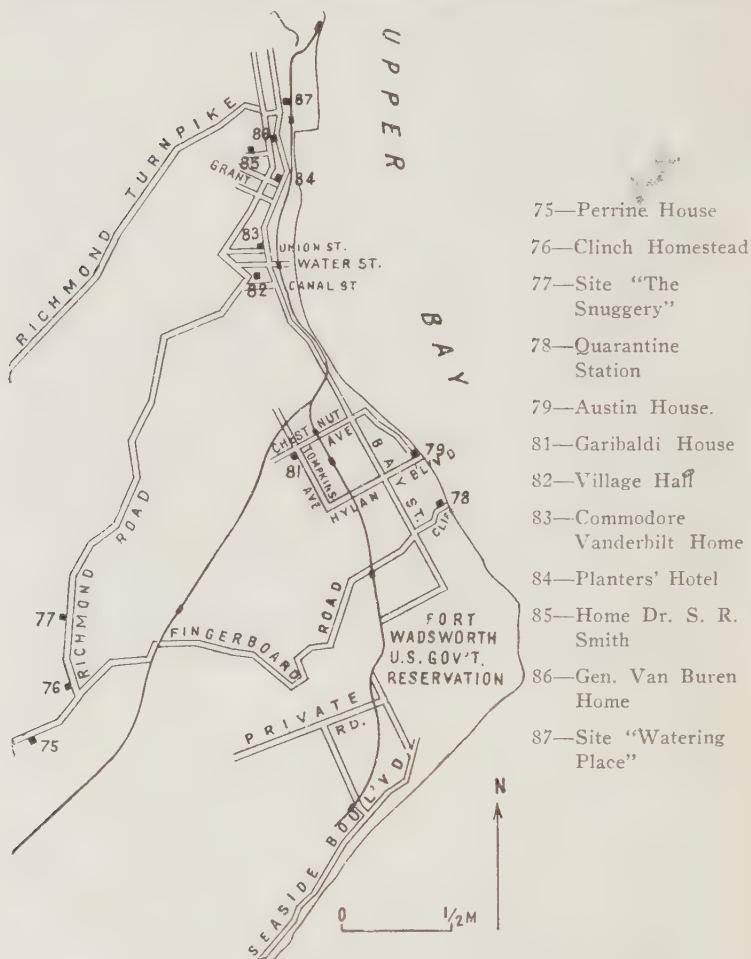 UPPER
BAY
87
86
85
GRANT
84
83
UNION ST.
WATER ST.
82
CANAL ST
RICHMOND TURNPIKE
RICHMOND ROAD
CHESTNUT AVE
81
TOMPKINS AVE
BAY ST.
79
HYLAN BLVD
78
CLIFF
77
FINGERBOARD ROAD
FORT
WADSWORTH
U.S. GOV'T.
RESERVATION
76
75
PRIVATE RD.
SEASIDE BOUL'VD
N
0 1/2 M
75—Perrine House
76—Clinch Homestead
77—Site "The
Snuggery"
78—Quarantine
Station
79—Austin House.
81—Garibaldi House
82—Village Hall
83—Commodore
Vanderbilt Home
84—Planters' Hotel
85—Home Dr. S. R.
Smith
86—Gen. Van Buren
Home
87—Site "Watering
Place"